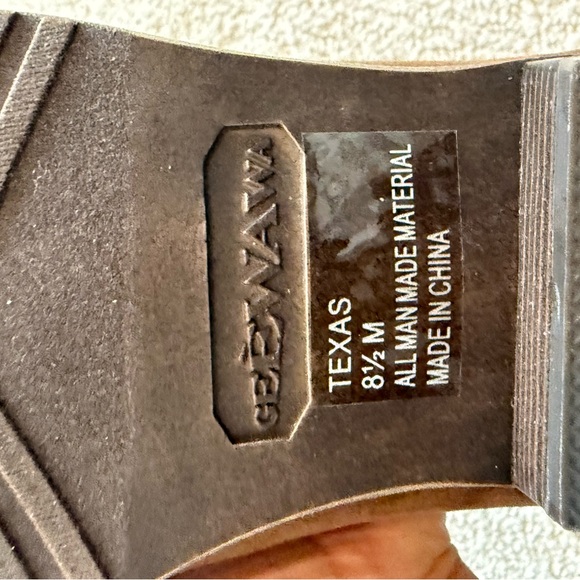 GEEWAWA
TEXAS
8½ M
ALL MAN MADE MATERIAL
MADE IN CHINA